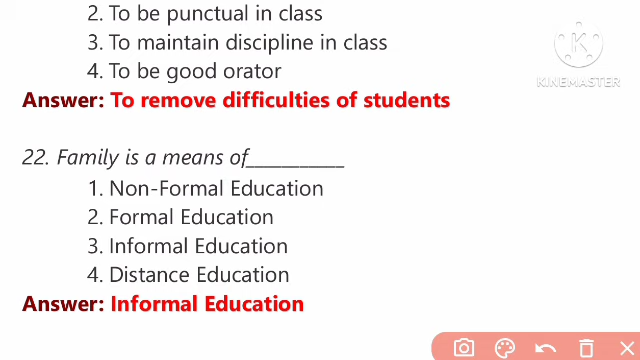 2. To be punctual in class
3. To maintain discipline in class
4. To be good orator
Answer: To remove difficulties of students
22. Family is a means of___________
1. Non-Formal Education
2. Formal Education
3. Informal Education
4. Distance Education
Answer: Informal Education
K
KINEMASTER